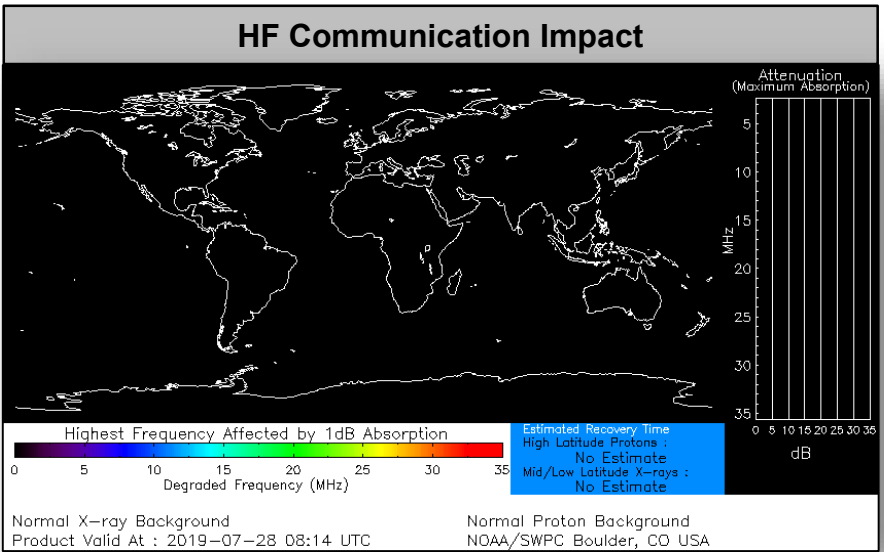 HF Communication Impact
Attenuation
(Maximum Absorption)
5
10
15
20
25
30
35
MHz
0 5 10 15 20 25 30 35
dB
Highest Frequency Affected by 1dB Absorption
0 5 10 15 20 25 30 35
Degraded Frequency (MHz)
Estimated Recovery Time
High Latitude Protons :
No Estimate
Mid/Low Latitude X-rays :
No Estimate
Normal X-ray Background
Normal Proton Background
Product Valid At : 2019-07-28 08:14 UTC
NOAA/SWPC Boulder, CO USA